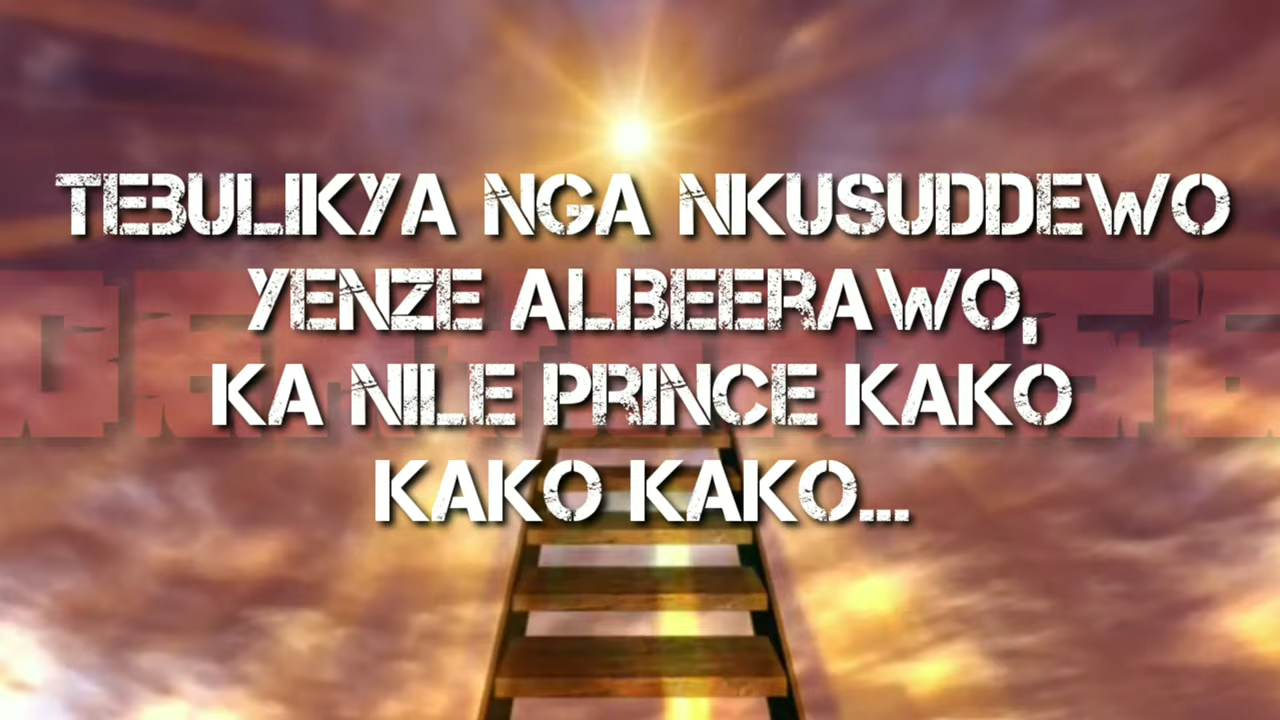 TEBULIKYA NGA NKUSUDDEWO
YENZE ALBEERAWO,
KA NILE PRINCE KAKO
KAKO KAKO...